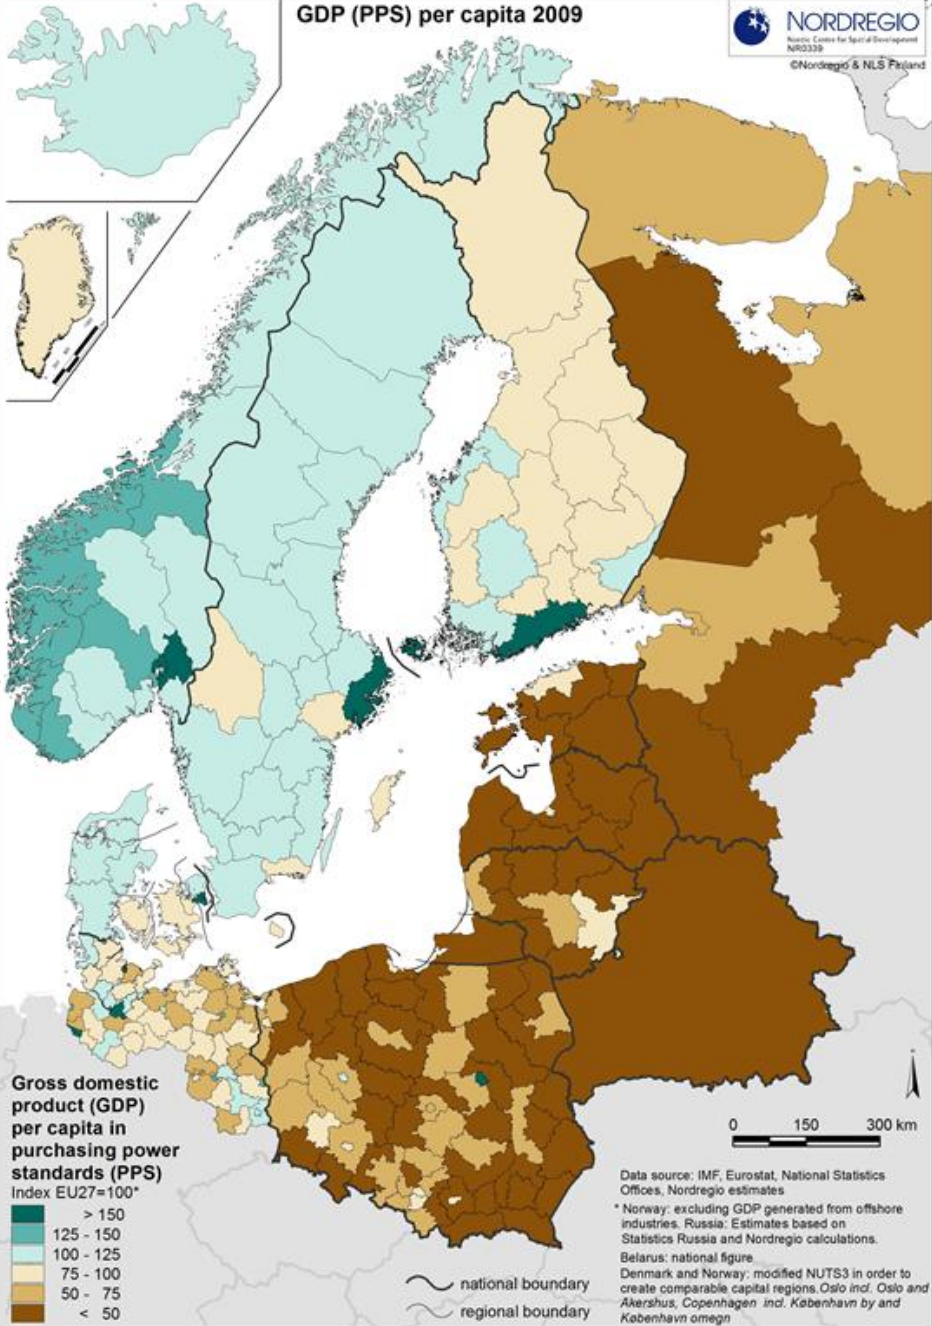 GDP (PPS) per capita 2009
NORDREGIO
Nordic Centre for Spatial Development
NR0339
©Nordregio & NLS Finland
Gross domestic
product (GDP)
per capita in
purchasing power
standards (PPS)
Index EU27=100*
> 150
125 - 150
100 - 125
75 - 100
50 - 75
< 50
national boundary
regional boundary
0 150 300 km
Data source: IMF, Eurostat, National Statistics
Offices, Nordregio estimates
* Norway: excluding GDP generated from offshore
industries. Russia: Estimates based on
Statistics Russia and Nordregio calculations.
Belarus: national figure
Denmark and Norway: modified NUTS3 in order to
create comparable capital regions. Oslo incl. Oslo and
Akershus, Copenhagen incl. København by and
København omegn